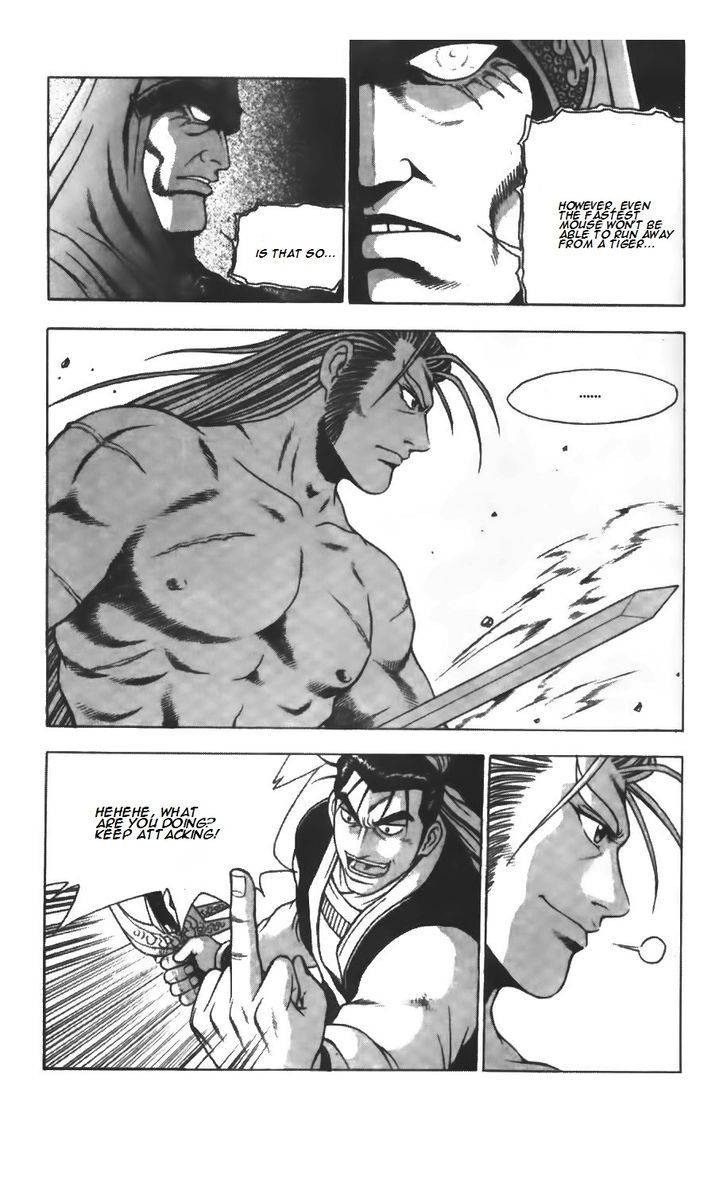 HOWEVER, EVEN
THE FASTEST
MOUSE WON'T BE
ABLE TO RUN AWAY
FROM A TIGER...
IS THAT SO...
......
HEHEHE, WHAT
ARE YOU DOING?
KEEP ATTACKING!